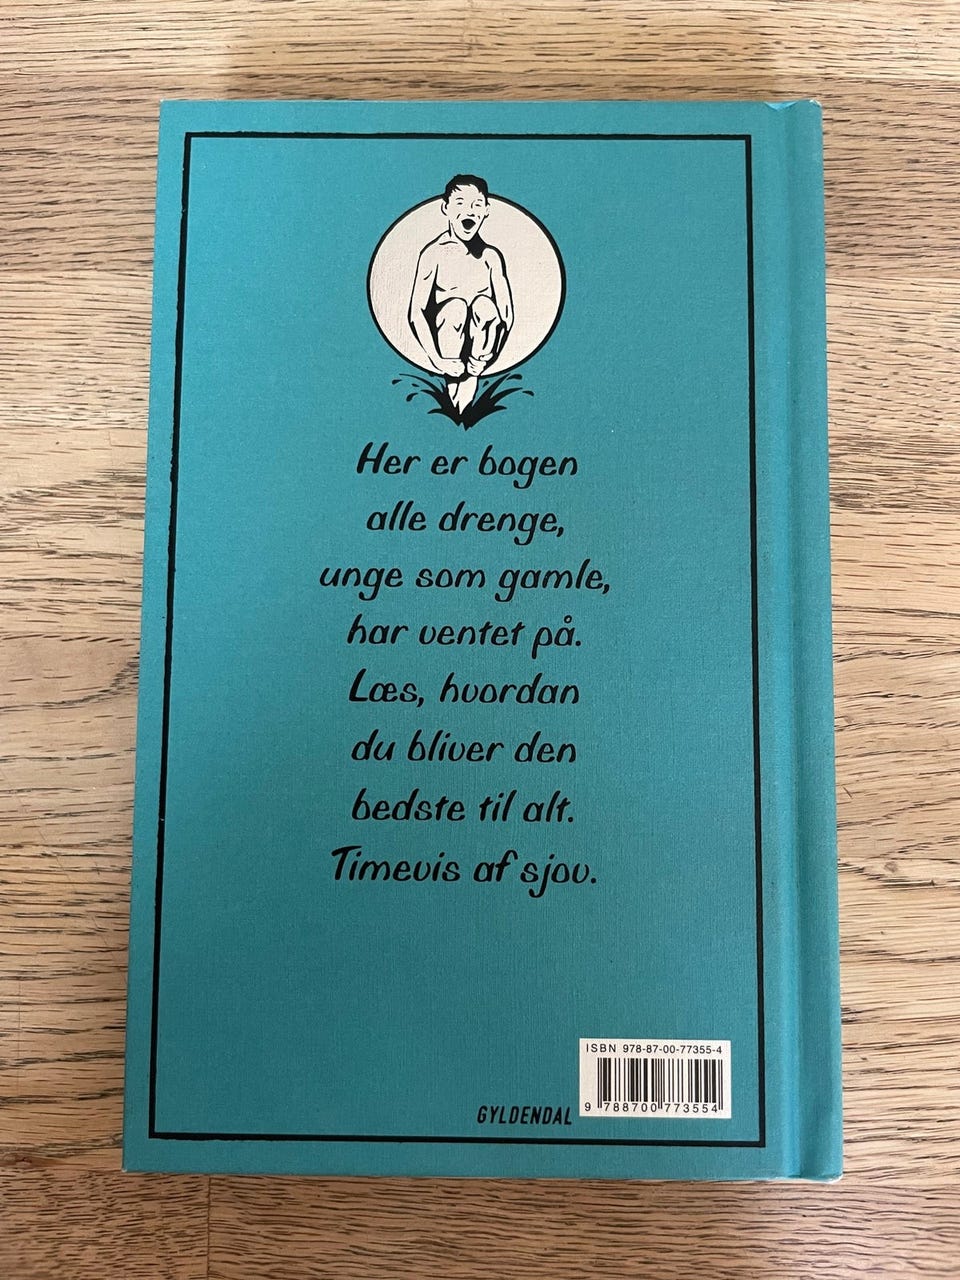 Her er bogen
alle drenge,
unge som gamle,
har ventet på.
Læs, hvordan
du bliver den
bedste til alt.
Timevis af sjov.
ISBN 978-87-00-77355-4
9 788700 773554
GYLDENDAL